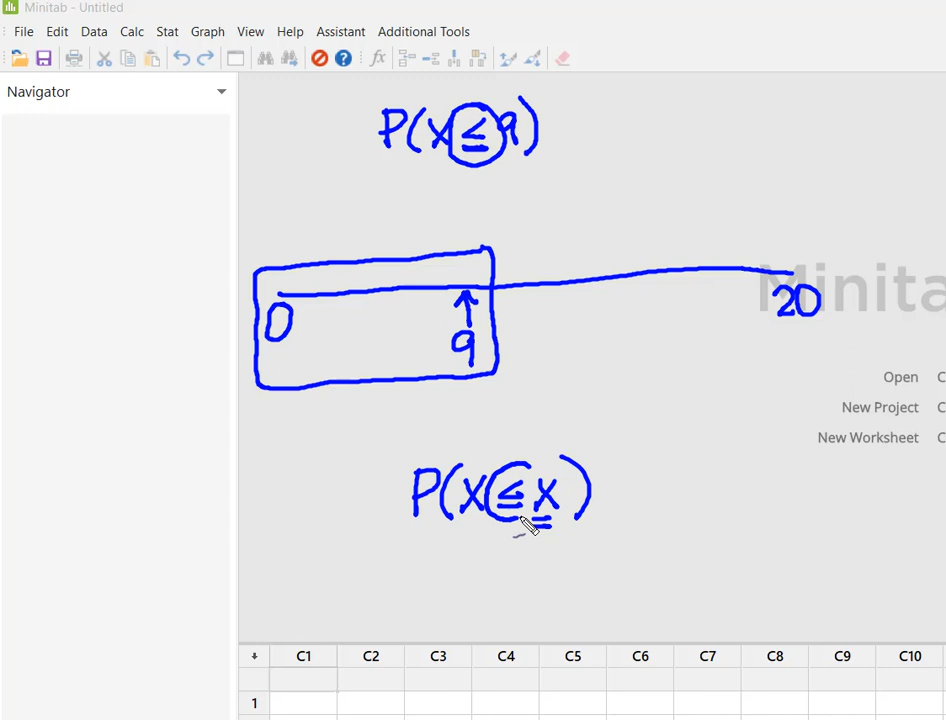 Minitab - Untitled
File Edit Data Calc Stat Graph View Help Assistant Additional Tools
fx
Navigator
P(X≤9)
0
9
20
Minita
Open C
New Project C
New Worksheet C
P(X≤x)
C1 C2 C3 C4 C5 C6 C7 C8 C9 C10
1